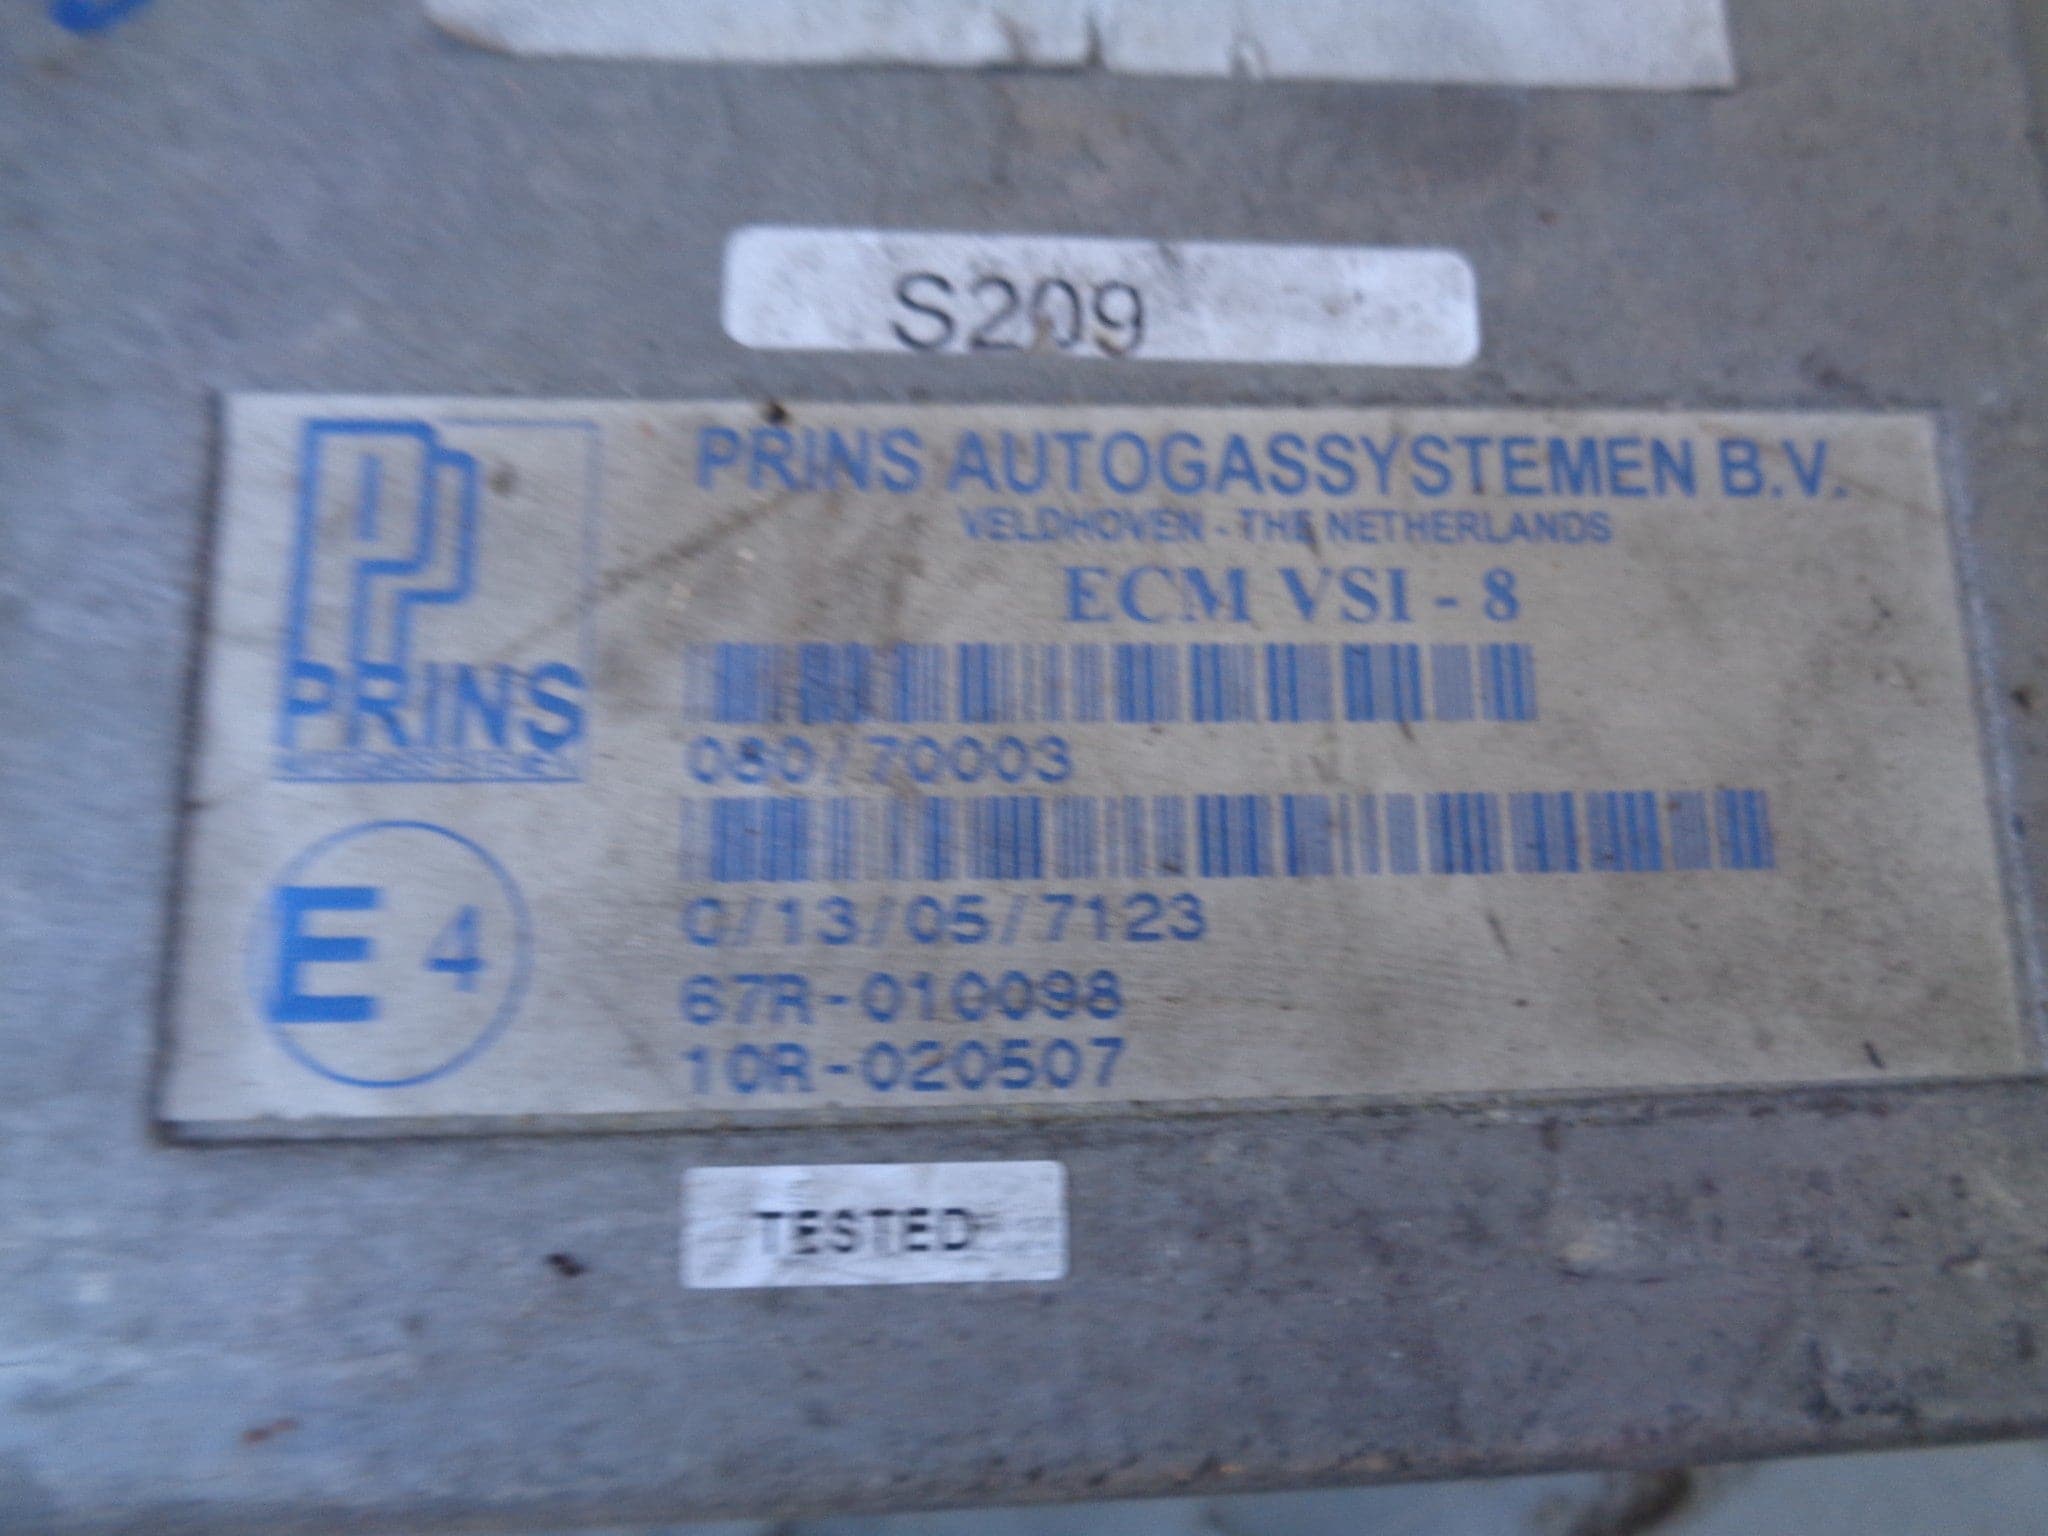 S209
PRINS AUTOGASSYSTEMEN B.V.
VELDHOVEN - THE NETHERLANDS
ECM VSI - 8
PRINS
080/70003
E 4
C/13/05/7123
67R-010098
10R-020507
TESTED